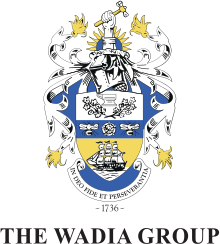 IN DEO FIDE ET PERSEVERANTIA
- 1736 -
THE WADIA GROUP